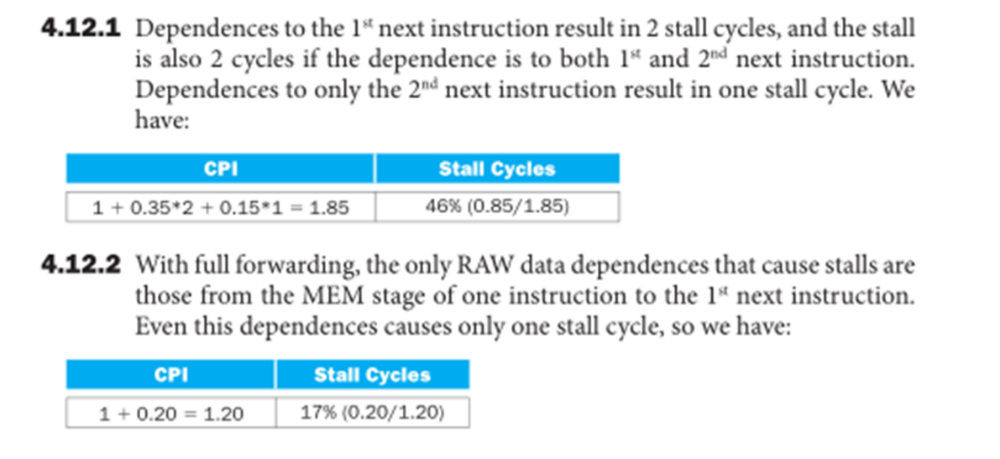 4.12.1 Dependences to the 1st next instruction result in 2 stall cycles, and the stall
is also 2 cycles if the dependence is to both 1st and 2nd next instruction.
Dependences to only the 2nd next instruction result in one stall cycle. We
have:
CPI Stall Cycles
1 + 0.35*2 + 0.15*1 = 1.85 46% (0.85/1.85)
4.12.2 With full forwarding, the only RAW data dependences that cause stalls are
those from the MEM stage of one instruction to the 1st next instruction.
Even this dependences causes only one stall cycle, so we have:
CPI Stall Cycles
1 + 0.20 = 1.20 17% (0.20/1.20)